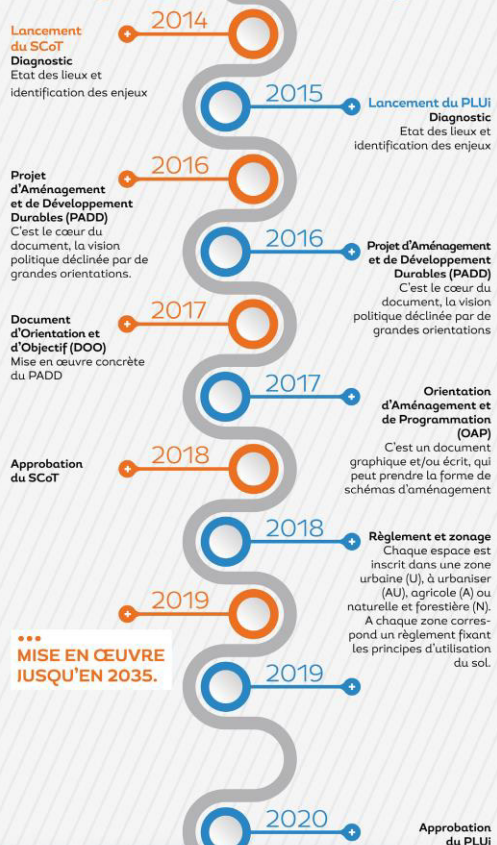 2014
Lancement
du SCoT
Diagnostic
Etat des lieux et
identification des enjeux
2015
Lancement du PLUi
Diagnostic
Etat des lieux et
identification des enjeux
2016
Projet
d'Aménagement
et de Développement
Durables (PADD)
C'est le cœur du
document, la vision
politique déclinée par de
grandes orientations.
2016
Projet d'Aménagement
et de Développement
Durables (PADD)
C'est le cœur du
document, la vision
politique déclinée par de
grandes orientations
2017
Document
d'Orientation et
d'Objectif (DOO)
Mise en œuvre concrète
du PADD
2017
Orientation
d'Aménagement et
de Programmation
(OAP)
C'est un document
graphique et/ou écrit, qui
peut prendre la forme de
schémas d'aménagement
2018
Approbation
du SCoT
2018
Règlement et zonage
Chaque espace est
inscrit dans une zone
urbaine (U), à urbaniser
(AU), agricole (A) ou
naturelle et forestière (N).
A chaque zone corres-
pond un règlement fixant
les principes d'utilisation
du sol.
2019
MISE EN ŒUVRE
JUSQU'EN 2035.
2019
2020
Approbation
du PLUi